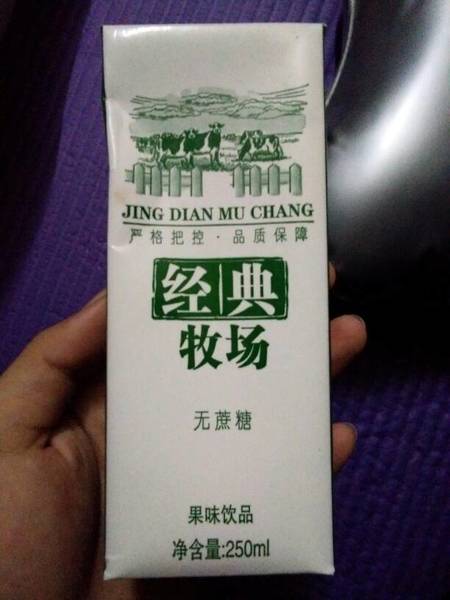 JING DIAN MU CHANG
严格把控·品质保障
经典
牧场
无蔗糖
果味饮品
净含量:250ml